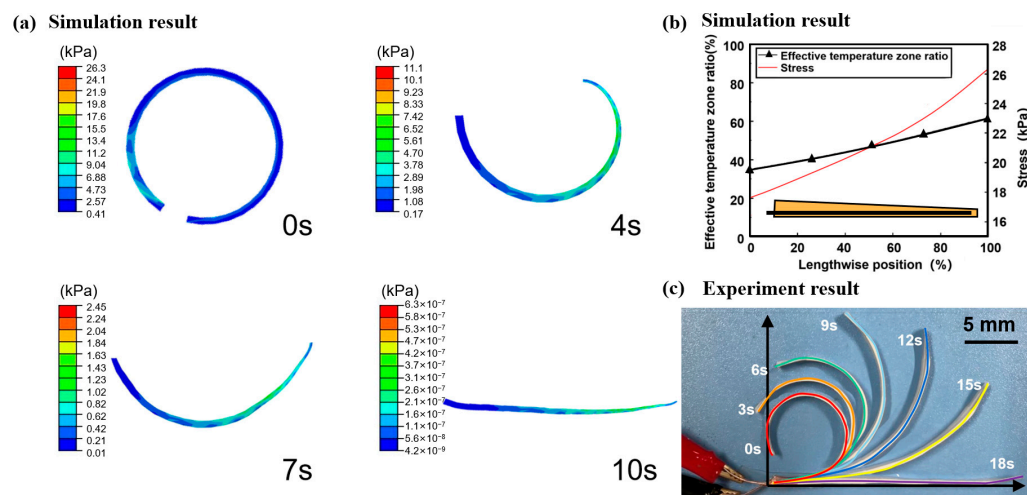 (a) Simulation result
(kPa)
26.3
24.1
21.9
19.8
17.6
15.5
13.4
11.2
9.04
6.88
4.73
2.57
0.41
0s
(kPa)
11.1
10.1
9.23
8.33
7.42
6.52
5.61
4.70
3.78
2.89
1.98
1.08
0.17
4s
(kPa)
2.45
2.24
2.04
1.84
1.63
1.43
1.23
1.02
0.82
0.62
0.42
0.21
0.01
7s
(kPa)
6.3×10⁻⁷
5.8×10⁻⁷
5.3×10⁻⁷
4.7×10⁻⁷
4.2×10⁻⁷
3.7×10⁻⁷
3.1×10⁻⁷
2.6×10⁻⁷
2.1×10⁻⁷
1.6×10⁻⁷
1.1×10⁻⁷
5.6×10⁻⁸
4.2×10⁻⁹
10s
(b) Simulation result
Effective temperature zone ratio(%)
100
80
60
40
20
0
Effective temperature zone ratio
Stress
28
26
24
22
20
18
16
Stress (kPa)
0 20 40 60 80 100
Lengthwise position (%)
(c) Experiment result
9s
12s
5 mm
6s
15s
3s
0s
18s